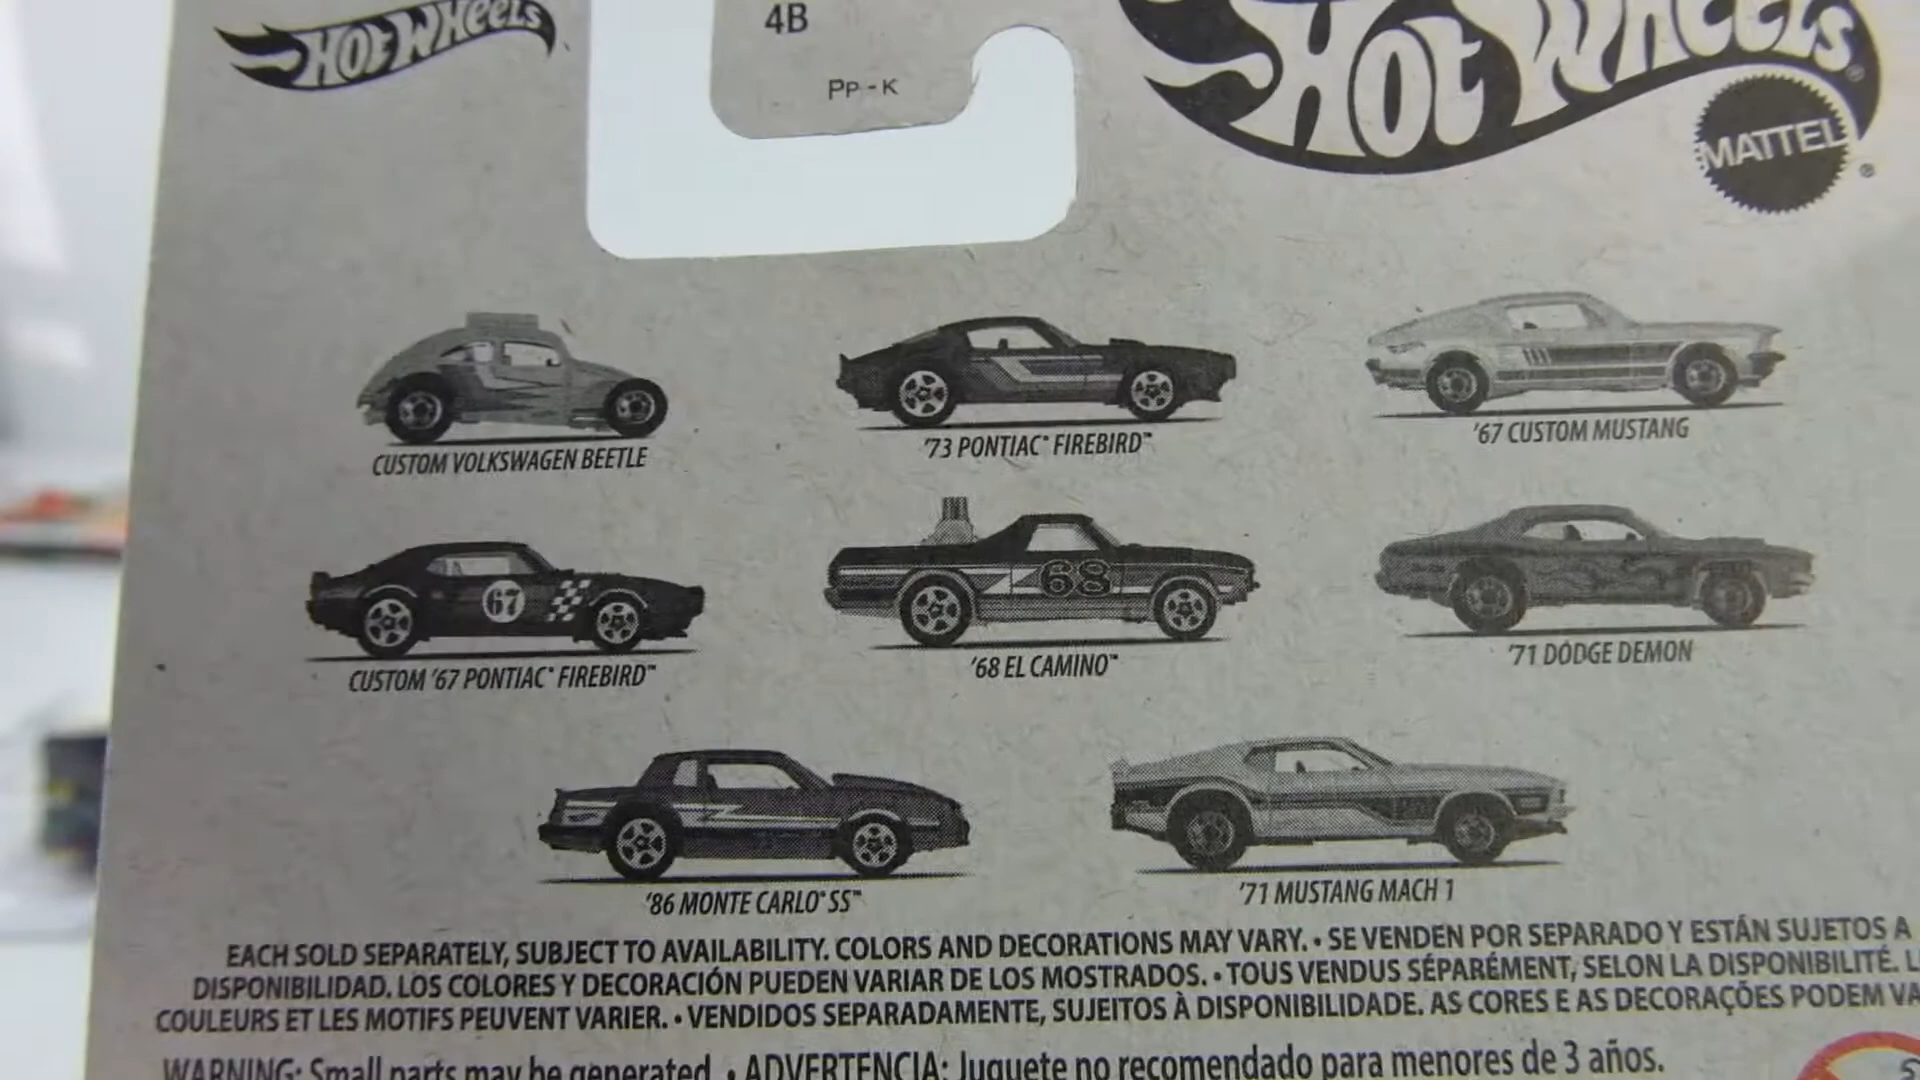 HOT WHEELS
4B
PP-K
HOT WHEELS®
MATTEL®
CUSTOM VOLKSWAGEN BEETLE
'73 PONTIAC® FIREBIRD™
'67 CUSTOM MUSTANG
67
CUSTOM '67 PONTIAC® FIREBIRD™
68
'68 EL CAMINO™
'71 DODGE DEMON
'86 MONTE CARLO® SS™
'71 MUSTANG MACH 1
EACH SOLD SEPARATELY, SUBJECT TO AVAILABILITY. COLORS AND DECORATIONS MAY VARY. • SE VENDEN POR SEPARADO Y ESTÁN SUJETOS A
DISPONIBILIDAD. LOS COLORES Y DECORACIÓN PUEDEN VARIAR DE LOS MOSTRADOS. • TOUS VENDUS SÉPARÉMENT, SELON LA DISPONIBILITÉ.
COULEURS ET LES MOTIFS PEUVENT VARIER. • VENDIDOS SEPARADAMENTE, SUJEITOS À DISPONIBILIDADE. AS CORES E AS DECORAÇÕES PODEM
WARNING: Small parts may be generated. • ADVERTENCIA: Juguete no recomendado para menores de 3 años.